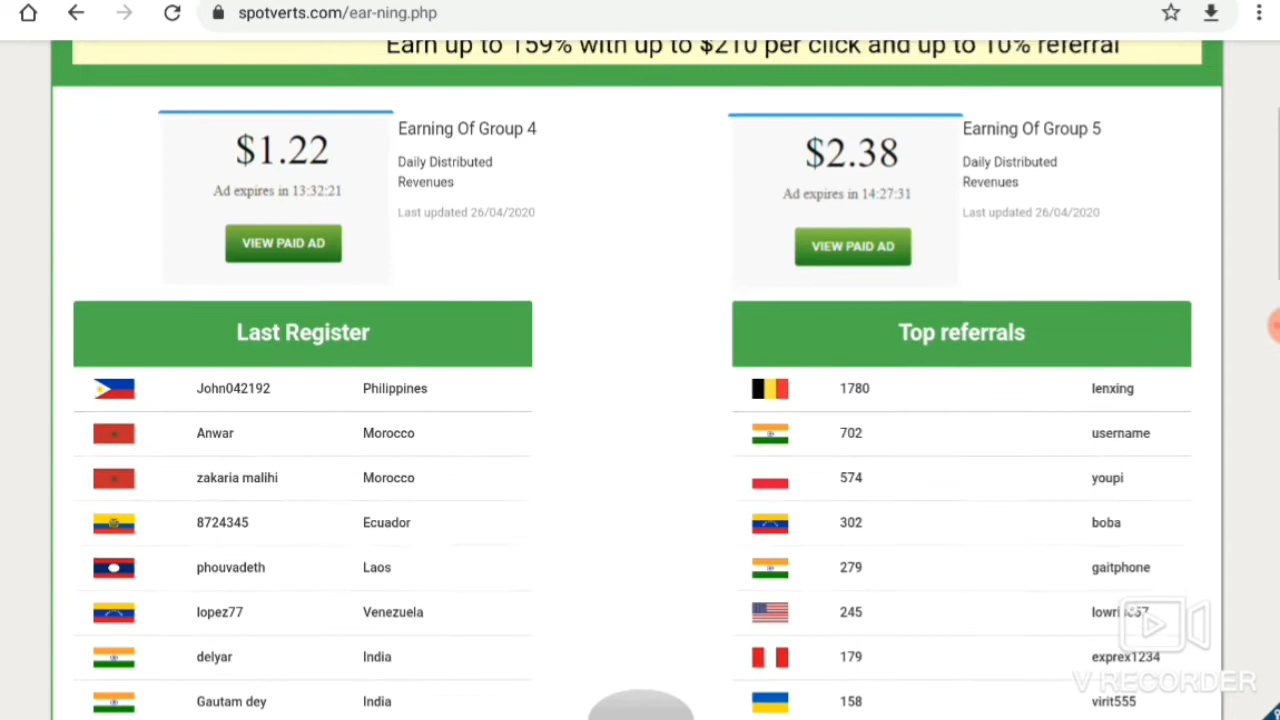 spotverts.com/ear-ning.php
Earn up to 159% with up to $210 per click and up to 10% referral
$1.22
Ad expires in 13:32:21
VIEW PAID AD
Earning Of Group 4
Daily Distributed
Revenues
Last updated 26/04/2020
$2.38
Ad expires in 14:27:31
VIEW PAID AD
Earning Of Group 5
Daily Distributed
Revenues
Last updated 26/04/2020
Last Register
John042192 Philippines
Anwar Morocco
zakaria malihi Morocco
8724345 Ecuador
phouvadeth Laos
lopez77 Venezuela
delyar India
Gautam dey India
Top referrals
1780 lenxing
702 username
574 youpi
302 boba
279 gaitphone
245
179 exprex1234
158 virit555
V RECORDER